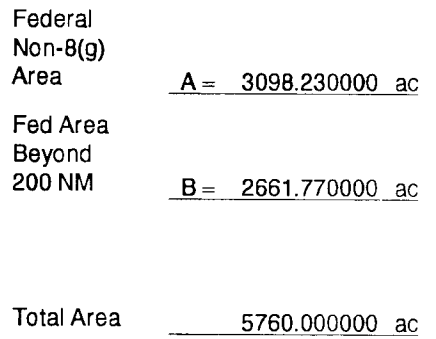 Federal
Non-8(g)
Area A = 3098.230000 ac
Fed Area
Beyond
200 NM B = 2661.770000 ac
Total Area 5760.000000 ac